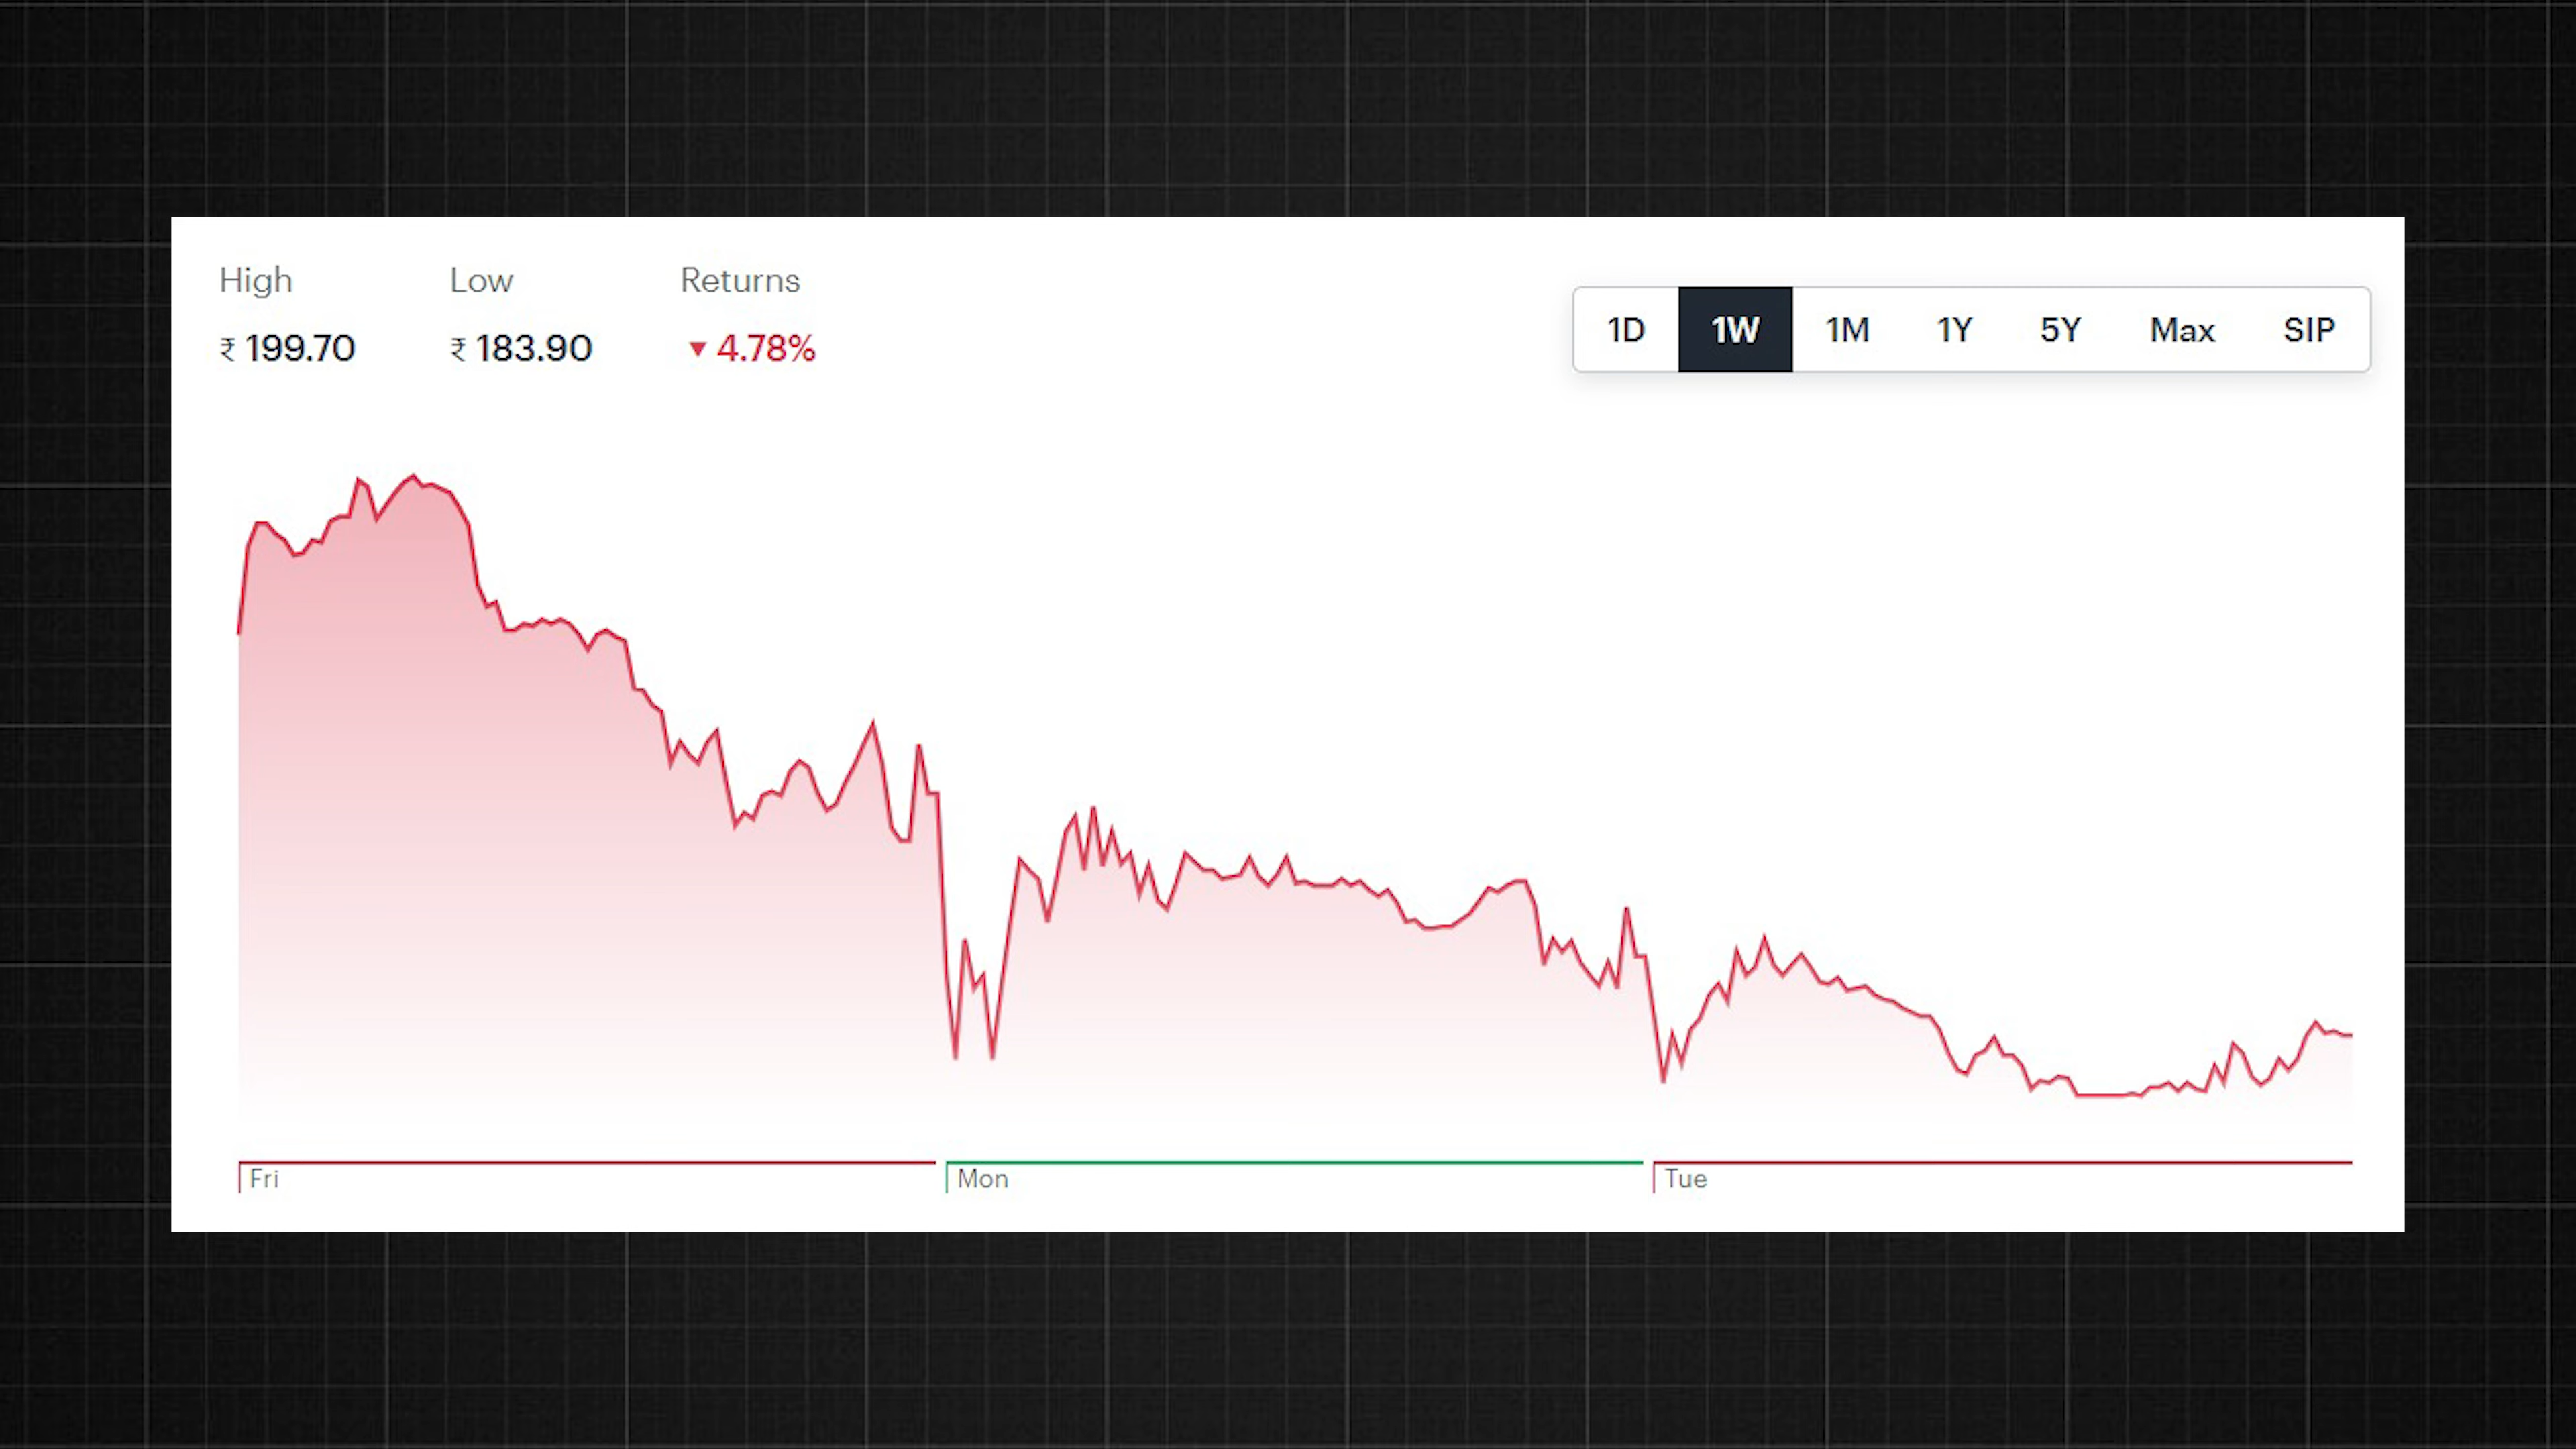 High Low Returns
₹ 199.70 ₹ 183.90 ▼ 4.78%
1D 1W 1M 1Y 5Y Max SIP
Fri Mon Tue